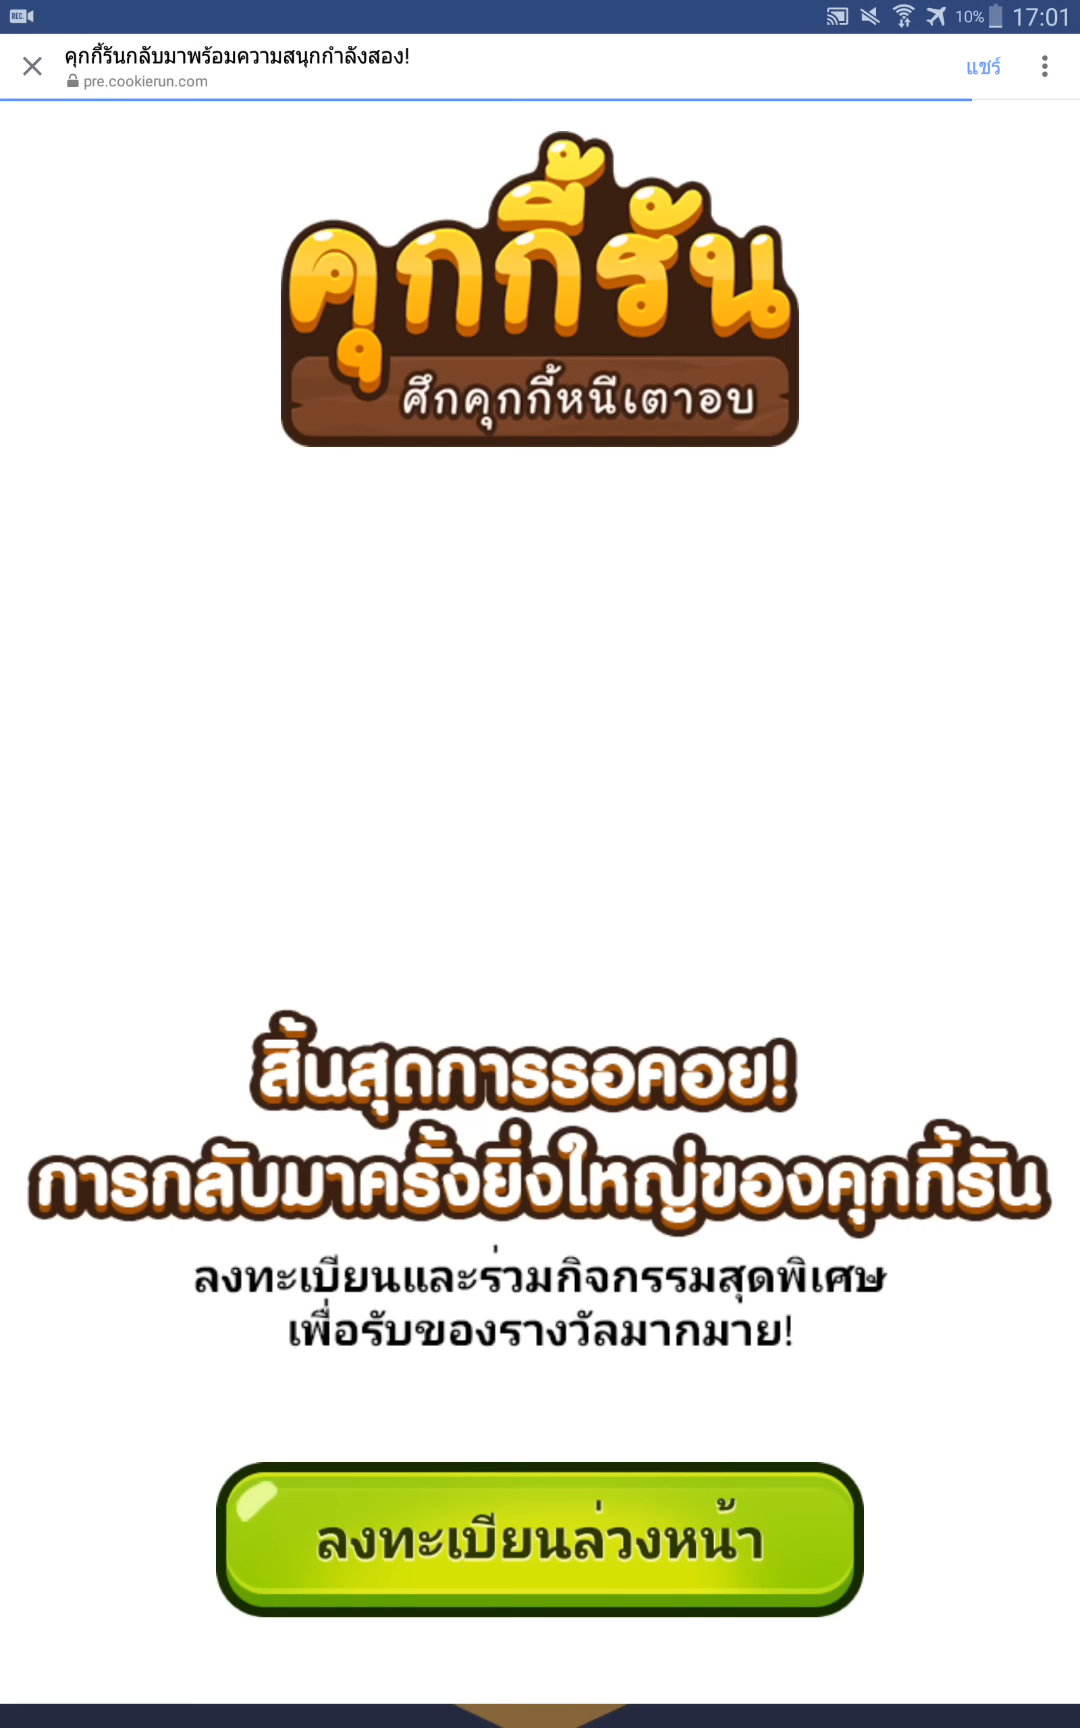 REC
10% 17:01
คุกกี้รันกลับมาพร้อมความสนุกกำลังสอง!
pre.cookierun.com
แชร์
คุกกี้รัน
ศึกคุกกี้หนีเตาอบ
สิ้นสุดการรอคอย!
การกลับมาครั้งยิ่งใหญ่ของคุกกี้รัน
ลงทะเบียนและร่วมกิจกรรมสุดพิเศษ
เพื่อรับของรางวัลมากมาย!
ลงทะเบียนล่วงหน้า